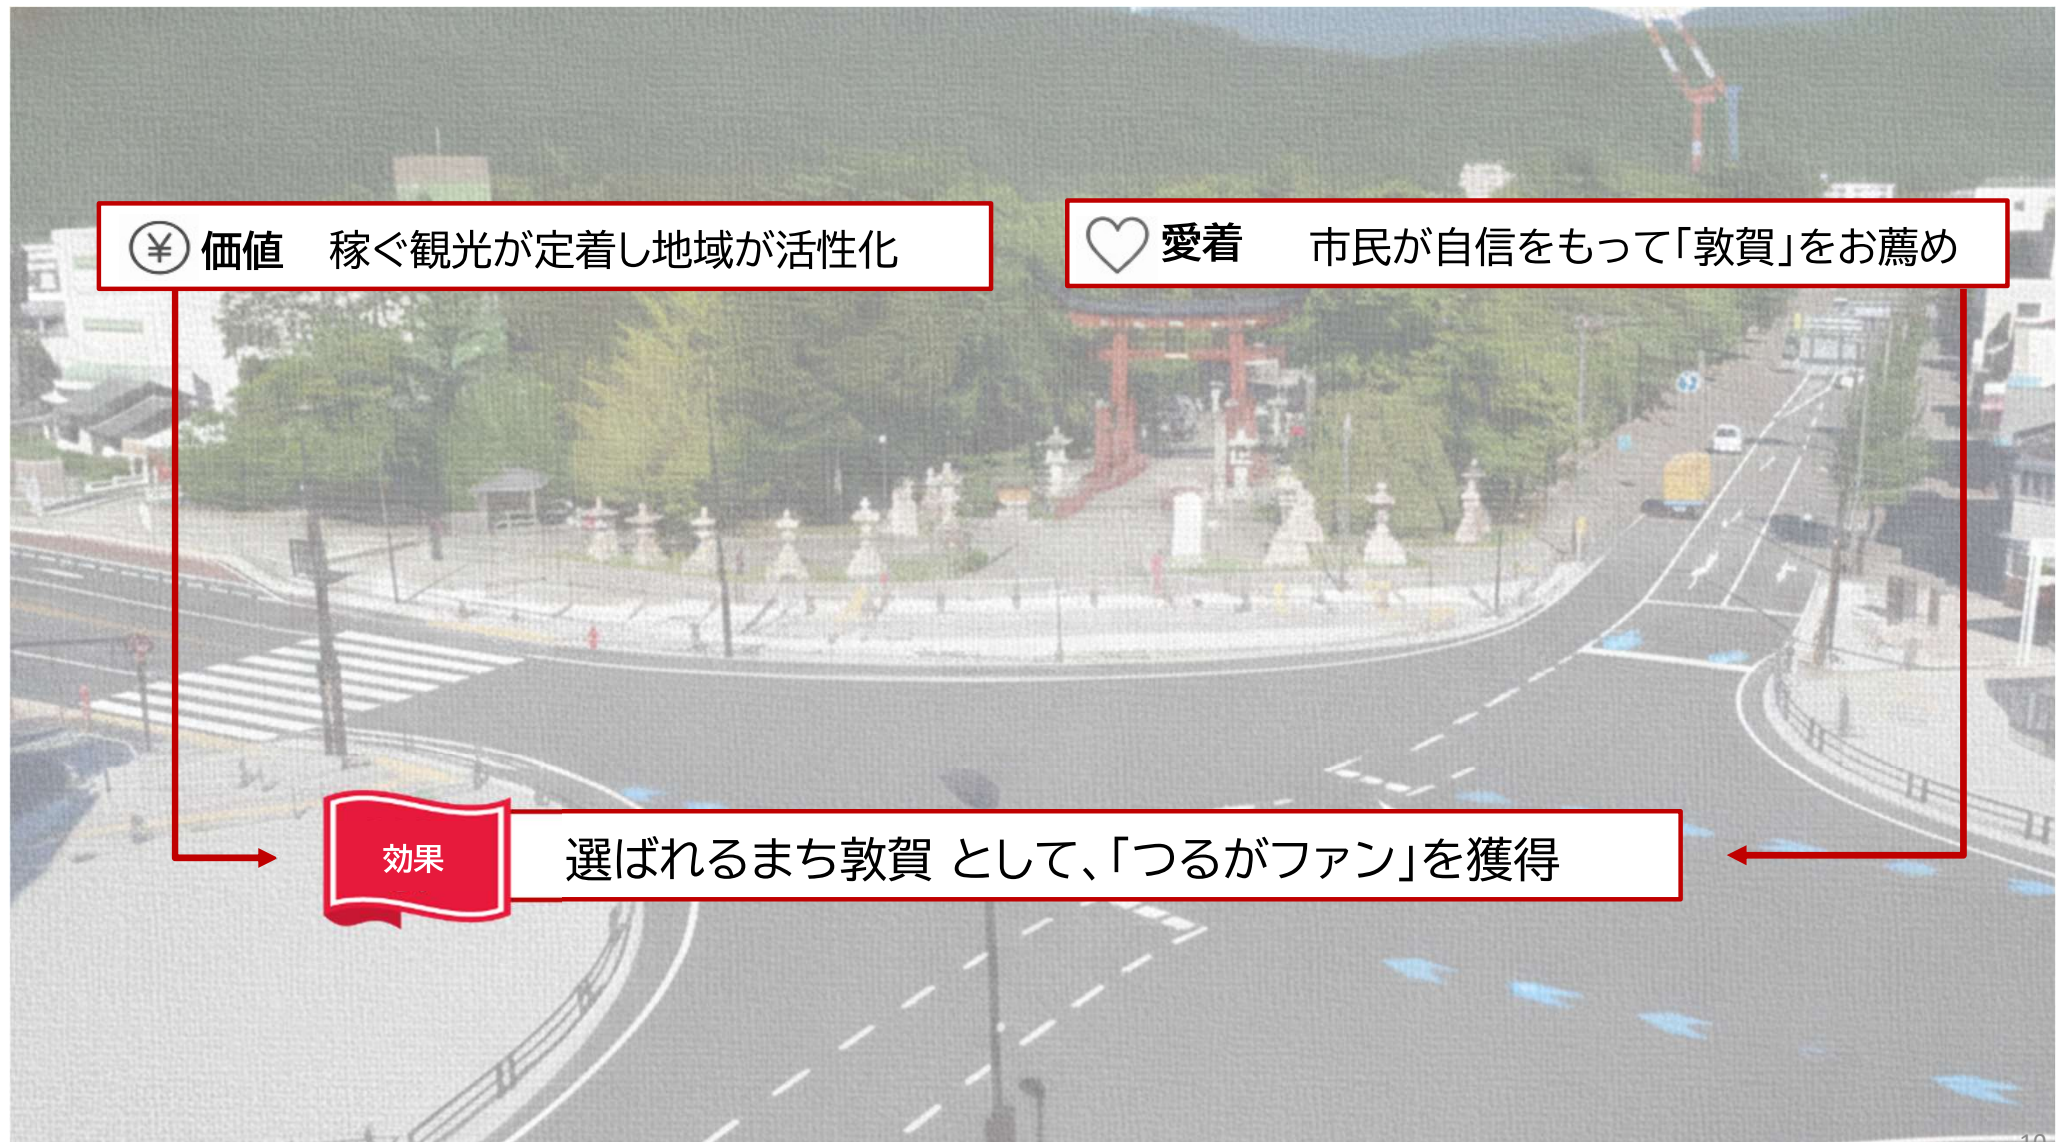 ¥ 価値 稼ぐ観光が定着し地域が活性化
愛着 市民が自信をもって「敦賀」をお薦め
効果 選ばれるまち敦賀 として、「つるがファン」を獲得